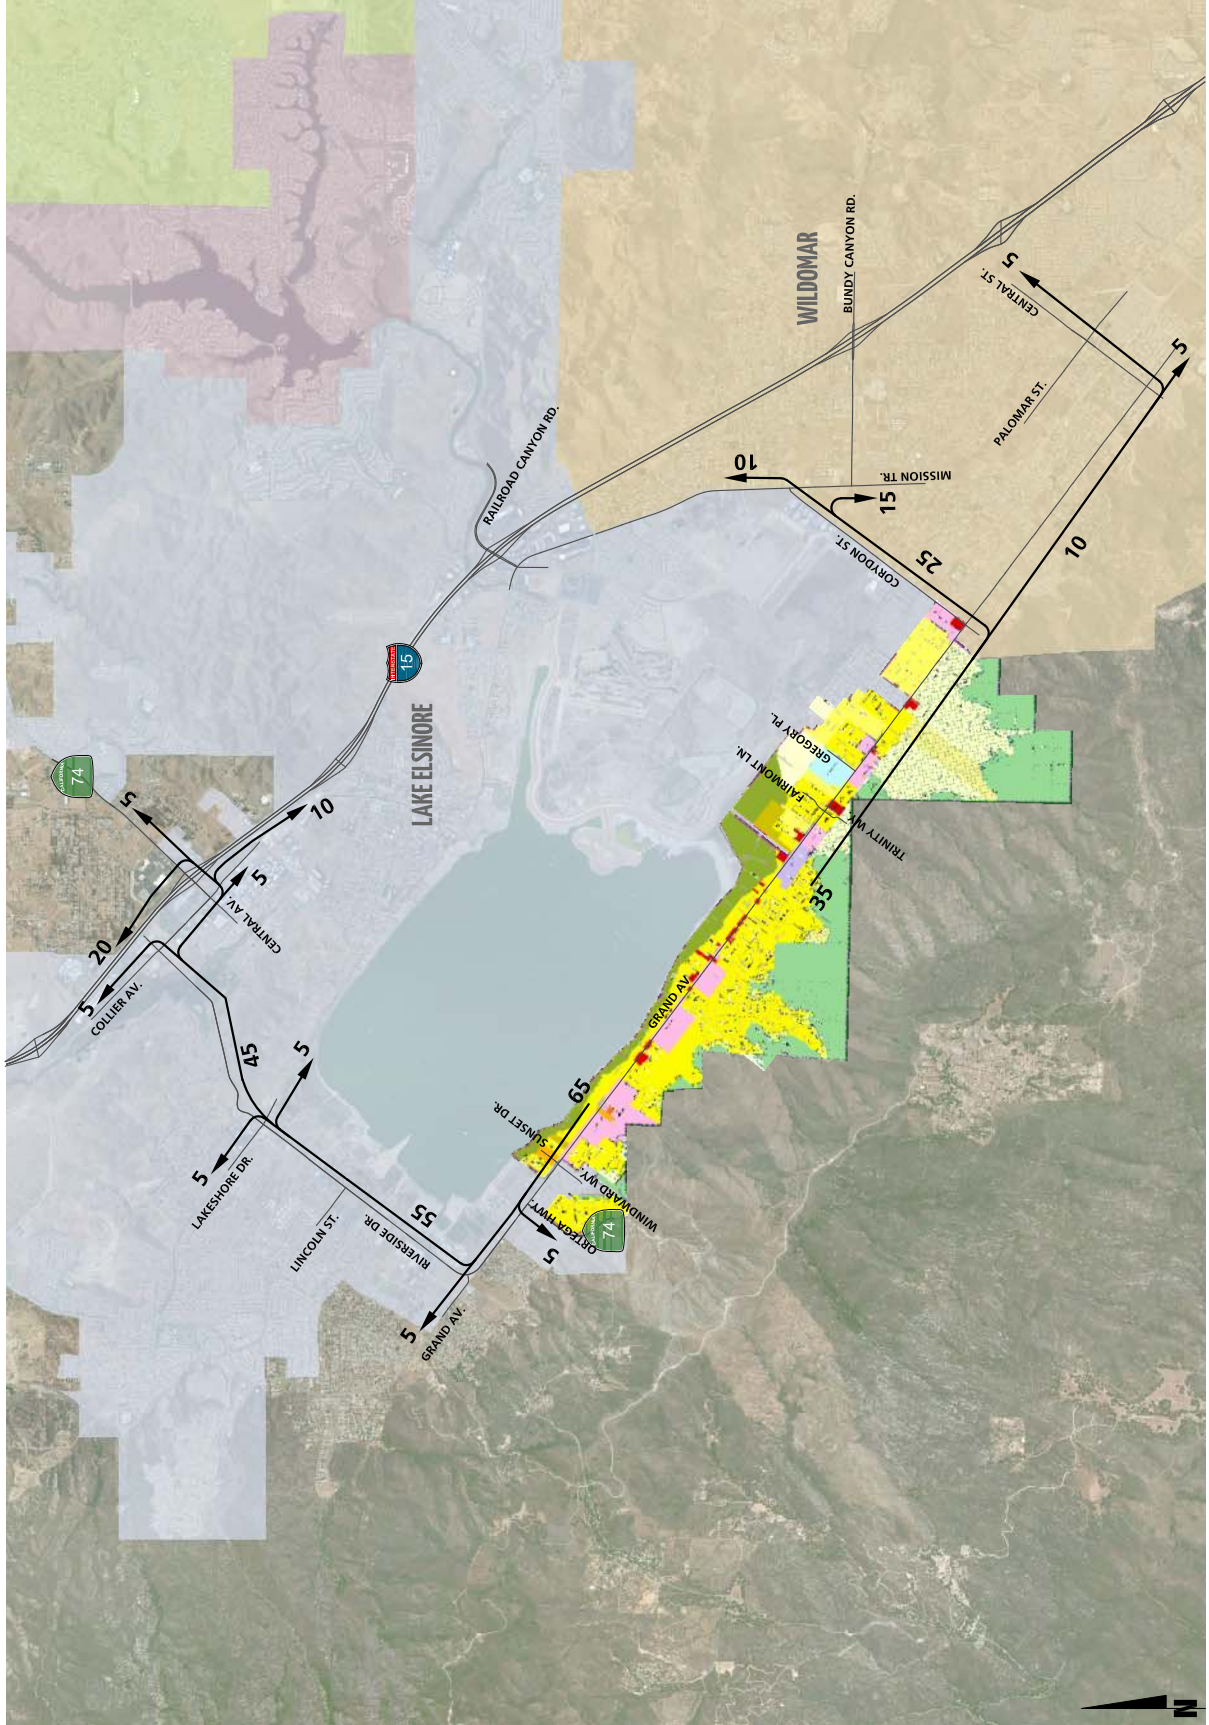 CALIFORNIA
74
5
20
5
COLLIER AV.
CENTRAL AV.
5
10
INTERSTATE
15
LAKE ELSINORE
RAILROAD CANYON RD.
WILDOMAR
BUNDY CANYON RD.
5
CENTRAL ST.
PALOMAR ST.
5
10
MISSION TR.
15
10
CORYDON ST.
25
45
5
5
LAKESHORE DR.
LINCOLN ST.
RIVERSIDE DR.
55
5
GRAND AV.
5
ORTEGA HWY.
CALIFORNIA
74
WINDWARD WY.
SUNSET DR.
65
GRAND AV.
35
TRINITY WY.
FAIRMONT LN.
GREGORY PL.
N